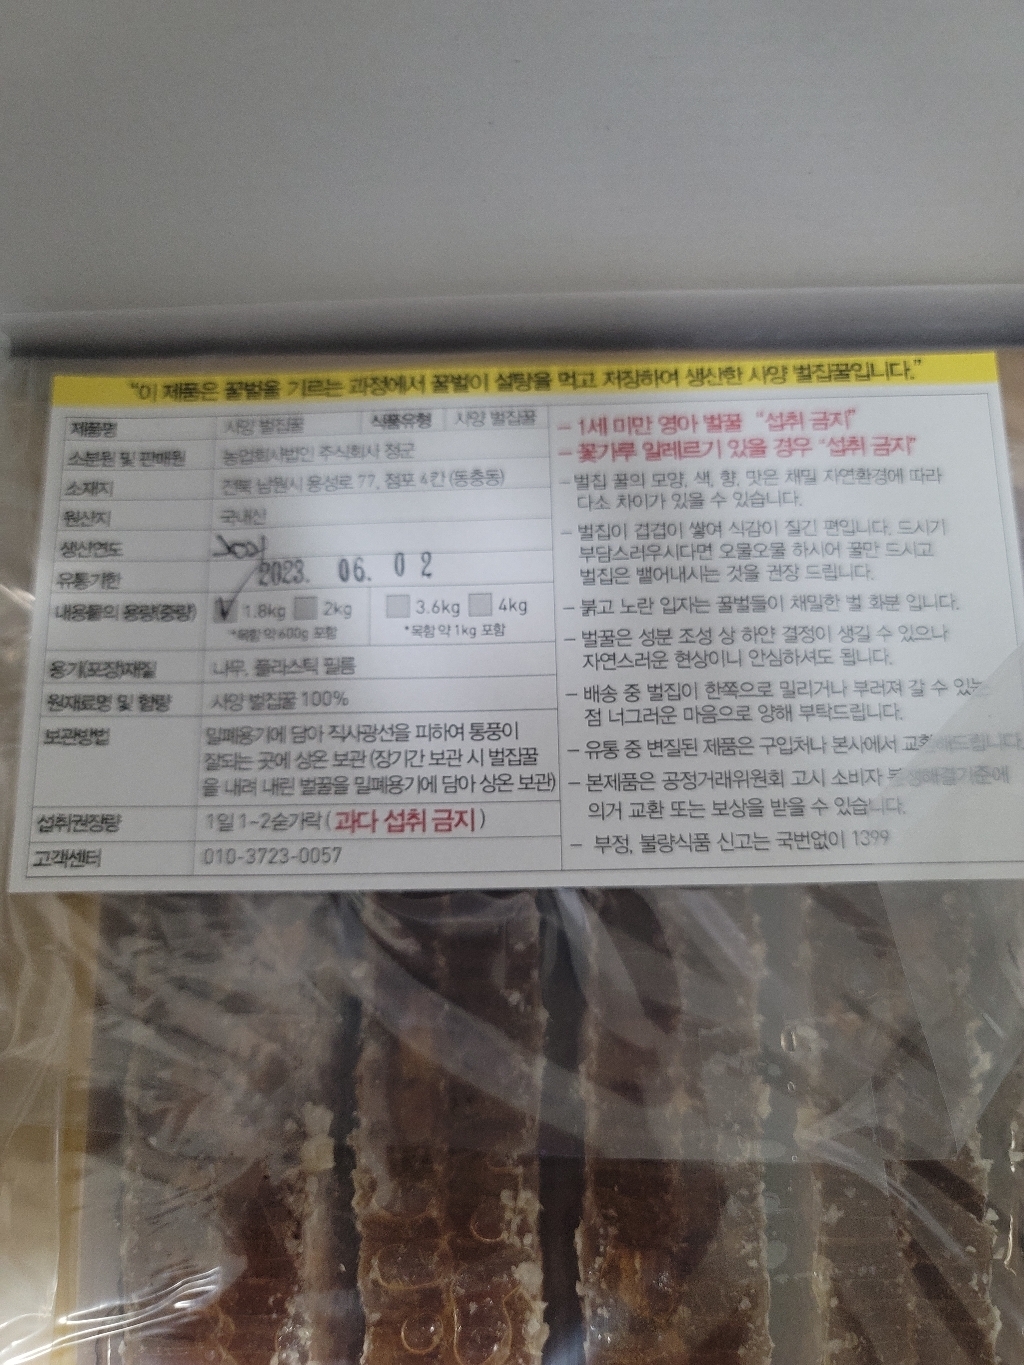 "이 제품은 꿀벌을 기르는 과정에서 꿀벌이 설탕을 먹고 저장하여 생산한 사양 벌집꿀입니다."
제품명 사양 벌집꿀 식품유형 사양 벌집꿀
소분원 및 판매원 농업회사법인 주식회사 정군
소재지 전북 남원시 용성로 77, 점포 4칸 (동충동)
원산지 국내산
생산연도
유통기한 2023. 06. 02
내용물의 용량(중량) 1.8kg 2kg 3.6kg 4kg
*목함 약 600g 포함 *목함 약 1kg 포함
용기(포장)재질 나무, 플라스틱 필름
원재료명 및 함량 사양 벌집꿀 100%
보관방법 밀폐용기에 담아 직사광선을 피하여 통풍이
잘되는 곳에 상온 보관 (장기간 보관 시 벌집꿀
을 내려 내린 벌꿀을 밀폐용기에 담아 상온 보관)
섭취권장량 1일 1~2숟가락 ( 과다 섭취 금지 )
고객센터 010-3723-0057
- 1세 미만 영아 벌꿀 "섭취 금지"
- 꽃가루 알레르기 있을 경우 "섭취 금지"
- 벌집 꿀의 모양, 색, 향, 맛은 채밀 자연환경에 따라
다소 차이가 있을 수 있습니다.
- 벌집이 겹겹이 쌓여 식감이 질긴 편입니다. 드시기
부담스러우시다면 오물오물 하시어 꿀만 드시고
벌집은 뱉어내시는 것을 권장 드립니다.
- 붉고 노란 입자는 꿀벌들이 채밀한 벌 화분 입니다.
- 벌꿀은 성분 조성 상 하얀 결정이 생길 수 있으나
자연스러운 현상이니 안심하셔도 됩니다.
- 배송 중 벌집이 한쪽으로 밀리거나 부러져 갈 수 있는
점 너그러운 마음으로 양해 부탁드립니다.
- 유통 중 변질된 제품은 구입처나 본사에서 교환해드립니다.
- 본제품은 공정거래위원회 고시 소비자 분쟁해결기준에
의거 교환 또는 보상을 받을 수 있습니다.
- 부정, 불량식품 신고는 국번없이 1399